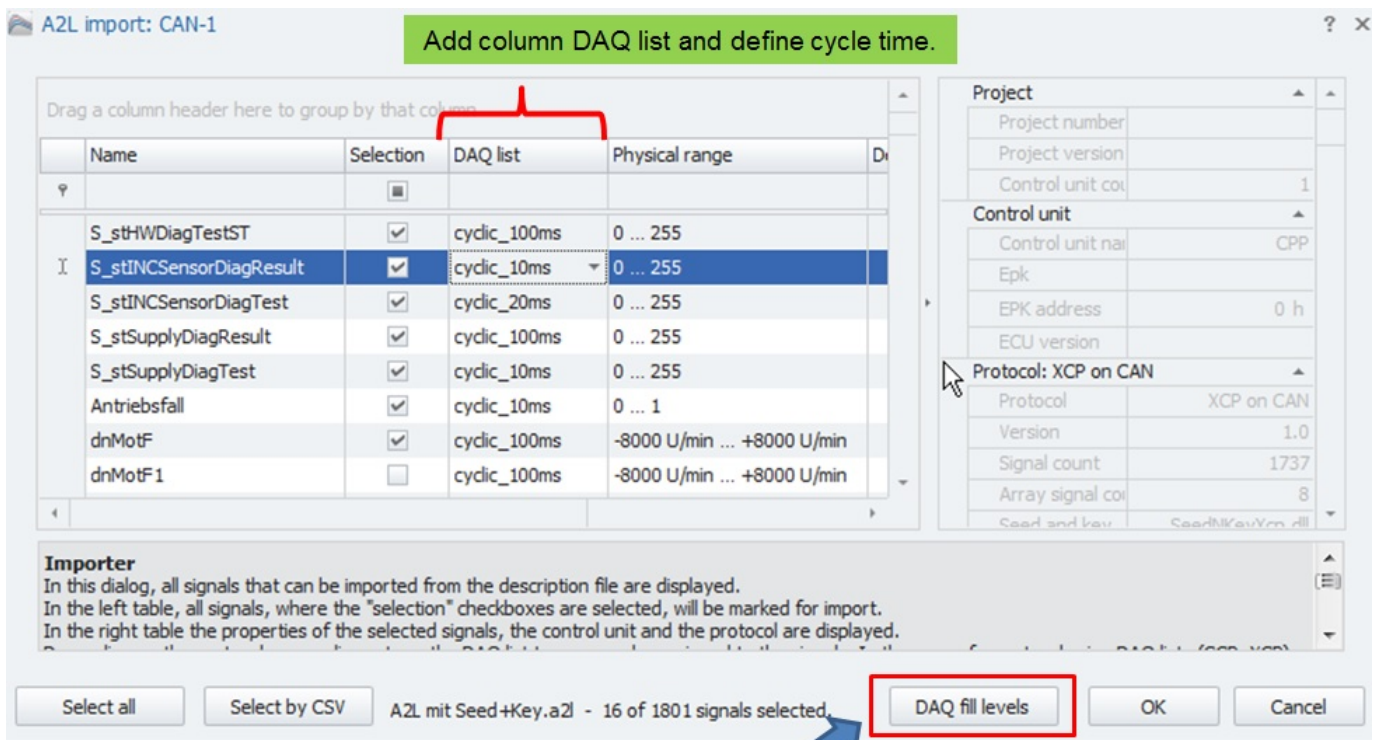 A2L import: CAN-1
? ×
Add column DAQ list and define cycle time.
Drag a column header here to group by that column
Name Selection DAQ list Physical range
S_stHWDiagTestST cyclic_100ms 0 ... 255
S_stINCSensorDiagResult cyclic_10ms 0 ... 255
S_stINCSensorDiagTest cyclic_20ms 0 ... 255
S_stSupplyDiagResult cyclic_100ms 0 ... 255
S_stSupplyDiagTest cyclic_10ms 0 ... 255
Antriebsfall cyclic_10ms 0 ... 1
dnMotF cyclic_100ms -8000 U/min ... +8000 U/min
dnMotF1 cyclic_100ms -8000 U/min ... +8000 U/min
Project
Project number
Project version
Control unit cou 1
Control unit
Control unit nar CPP
Epk
EPK address 0 h
ECU version
Protocol: XCP on CAN
Protocol XCP on CAN
Version 1.0
Signal count 1737
Array signal cou 8
Seed and key SeedNKeyXcp.dll
Importer
In this dialog, all signals that can be imported from the description file are displayed.
In the left table, all signals, where the "selection" checkboxes are selected, will be marked for import.
In the right table the properties of the selected signals, the control unit and the protocol are displayed.
Select all
Select by CSV
A2L mit Seed+Key.a2l - 16 of 1801 signals selected.
DAQ fill levels
OK
Cancel